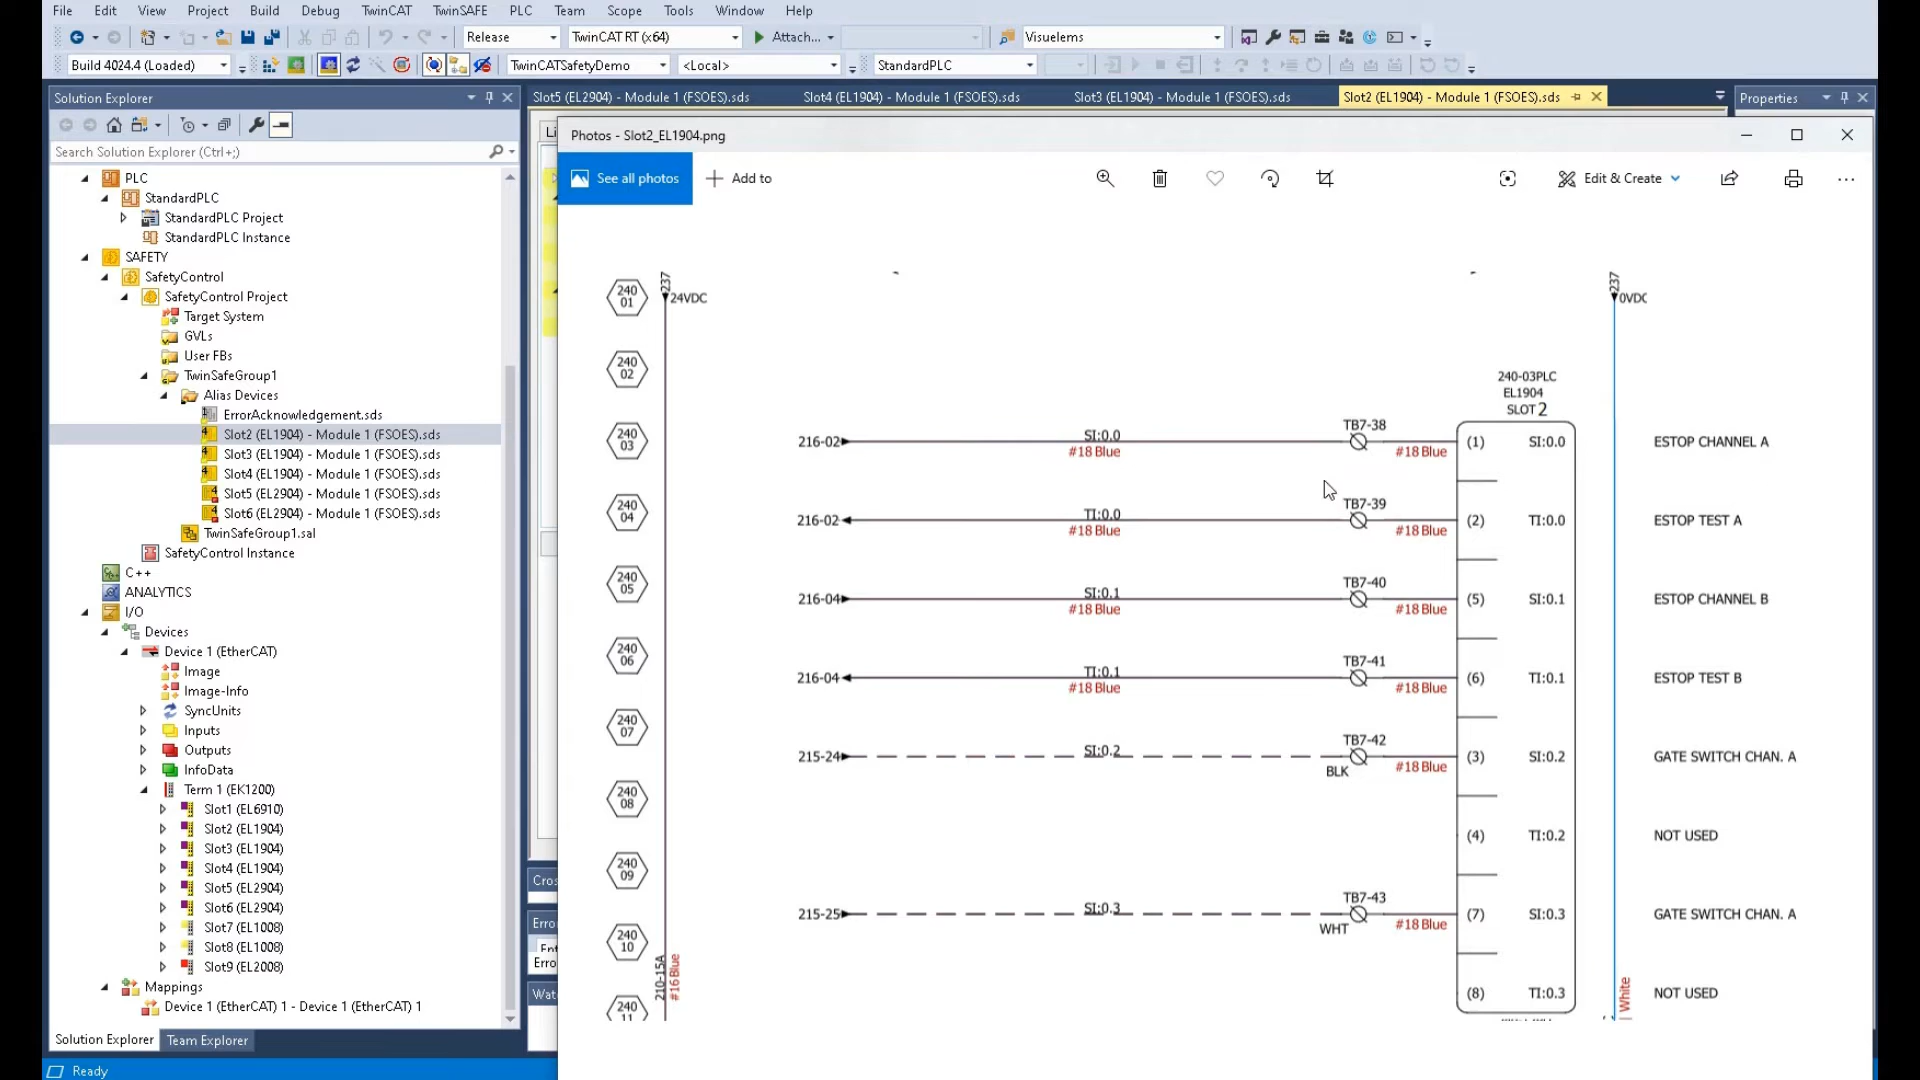 File Edit View Project Build Debug TwinCAT TwinSAFE PLC Team Scope Tools Window Help
Release TwinCAT RT (x64) Attach... Visuelems
Build 4024.4 (Loaded) TwinCATSafetyDemo <Local> StandardPLC
Solution Explorer
Slot5 (EL2904) - Module 1 (FSOES).sds Slot4 (EL1904) - Module 1 (FSOES).sds Slot3 (EL1904) - Module 1 (FSOES).sds Slot2 (EL1904) - Module 1 (FSOES).sds
Properties
Search Solution Explorer (Ctrl+;)
PLC
StandardPLC
StandardPLC Project
StandardPLC Instance
SAFETY
SafetyControl
SafetyControl Project
Target System
GVLs
User FBs
TwinSafeGroup1
Alias Devices
ErrorAcknowledgement.sds
Slot2 (EL1904) - Module 1 (FSOES).sds
Slot3 (EL1904) - Module 1 (FSOES).sds
Slot4 (EL1904) - Module 1 (FSOES).sds
Slot5 (EL2904) - Module 1 (FSOES).sds
Slot6 (EL2904) - Module 1 (FSOES).sds
TwinSafeGroup1.sal
SafetyControl Instance
C++
ANALYTICS
I/O
Devices
Device 1 (EtherCAT)
Image
Image-Info
SyncUnits
Inputs
Outputs
InfoData
Term 1 (EK1200)
Slot1 (EL6910)
Slot2 (EL1904)
Slot3 (EL1904)
Slot4 (EL1904)
Slot5 (EL2904)
Slot6 (EL2904)
Slot7 (EL1008)
Slot8 (EL1008)
Slot9 (EL2008)
Mappings
Device 1 (EtherCAT) 1 - Device 1 (EtherCAT) 1
Solution Explorer Team Explorer
Ready
Li
Cros
Error
Ent
Erro
Wat
Photos - Slot2_EL1904.png
See all photos Add to Edit & Create
237
24VDC
237
0VDC
240
01
240
02
240
03
240
04
240
05
240
06
240
07
240
08
240
09
240
10
240
11
240-03PLC
EL1904
SLOT 2
216-02 SI:0.0 TB7-38 (1) SI:0.0 ESTOP CHANNEL A
#18 Blue #18 Blue
216-02 TI:0.0 TB7-39 (2) TI:0.0 ESTOP TEST A
#18 Blue #18 Blue
216-04 SI:0.1 TB7-40 (5) SI:0.1 ESTOP CHANNEL B
#18 Blue #18 Blue
216-04 TI:0.1 TB7-41 (6) TI:0.1 ESTOP TEST B
#18 Blue #18 Blue
215-24 SI:0.2 TB7-42 (3) SI:0.2 GATE SWITCH CHAN. A
BLK #18 Blue
(4) TI:0.2 NOT USED
215-25 SI:0.3 TB7-43 (7) SI:0.3 GATE SWITCH CHAN. A
WHT #18 Blue
(8) TI:0.3 NOT USED
210-15A
#16 Blue
White